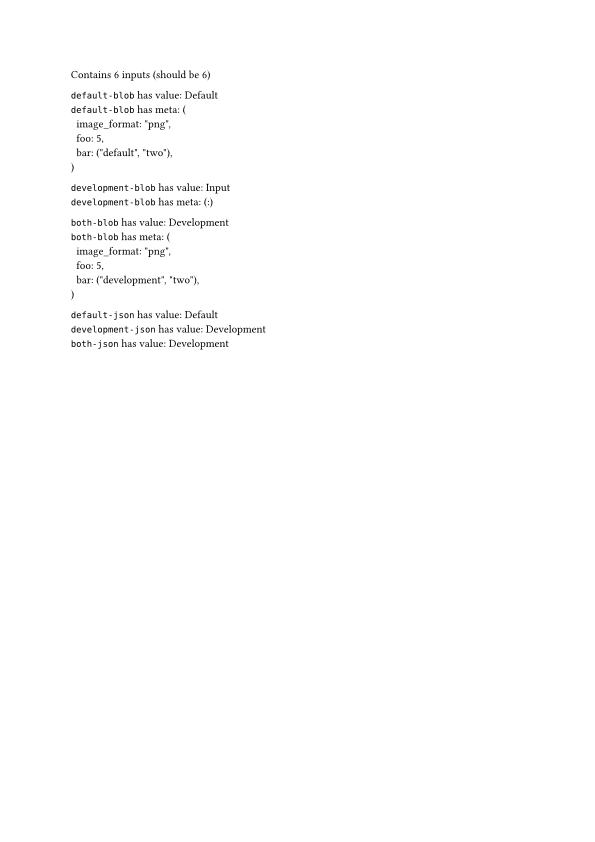 Contains 6 inputs (should be 6)
default-blob has value: Default
default-blob has meta: (
image_format: "png",
foo: 5,
bar: ("default", "two"),
)
development-blob has value: Input
development-blob has meta: (:)
both-blob has value: Development
both-blob has meta: (
image_format: "png",
foo: 5,
bar: ("development", "two"),
)
default-json has value: Default
development-json has value: Development
both-json has value: Development